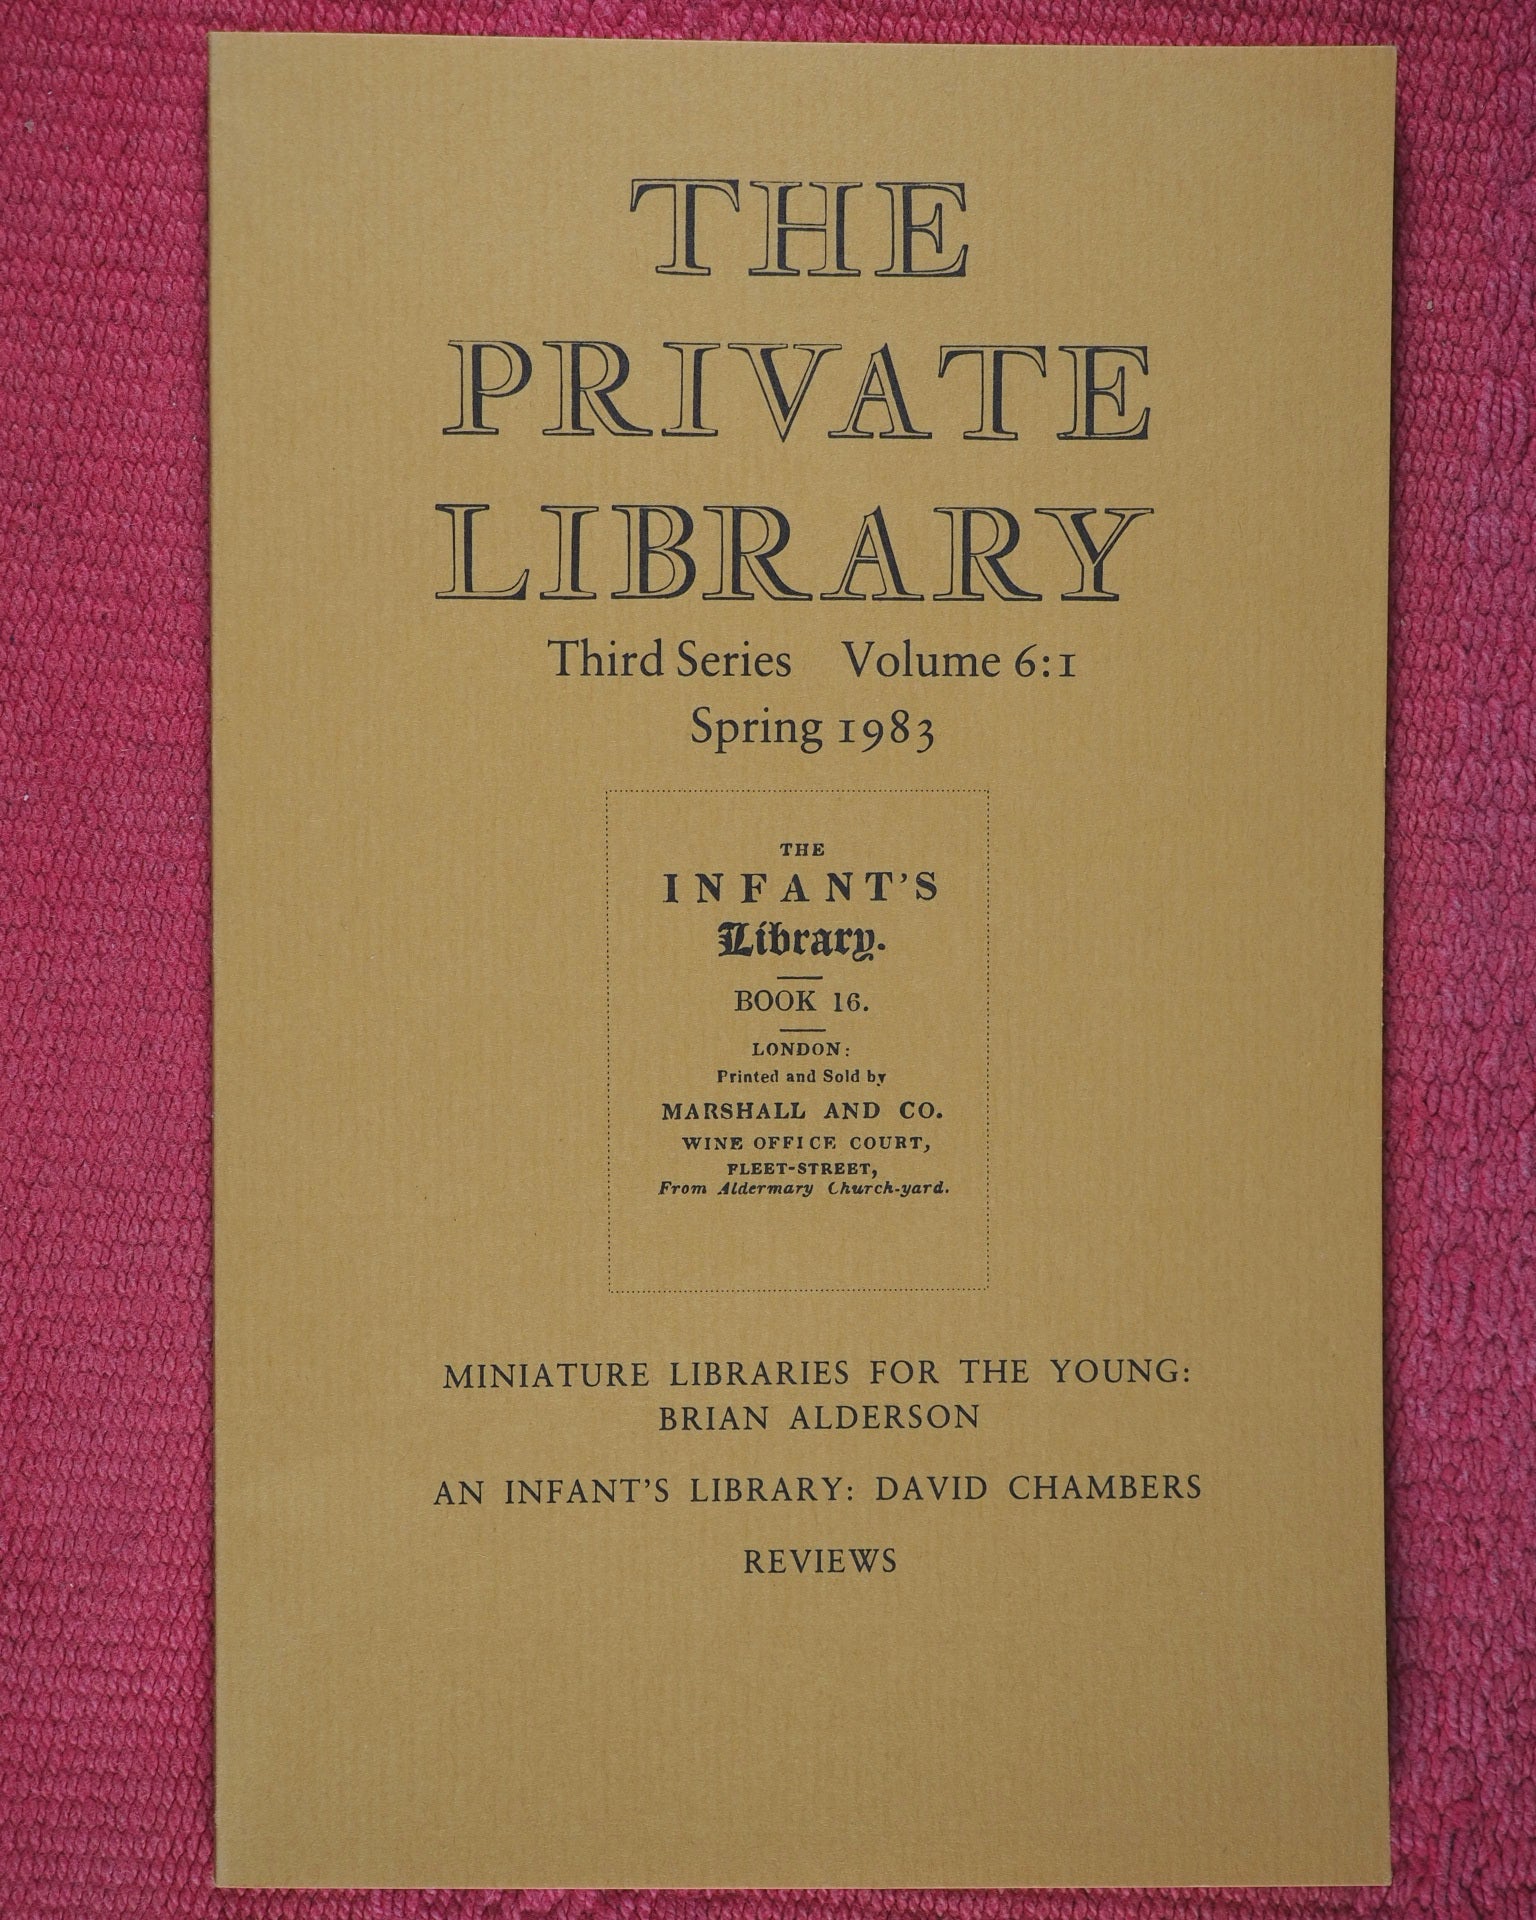 THE
PRIVATE
LIBRARY
Third Series Volume 6:1
Spring 1983
THE
INFANT'S
Library.
BOOK 16.
LONDON:
Printed and Sold by
MARSHALL AND CO.
WINE OFFICE COURT,
FLEET-STREET,
From Aldermary Church-yard.
MINIATURE LIBRARIES FOR THE YOUNG:
BRIAN ALDERSON
AN INFANT'S LIBRARY: DAVID CHAMBERS
REVIEWS